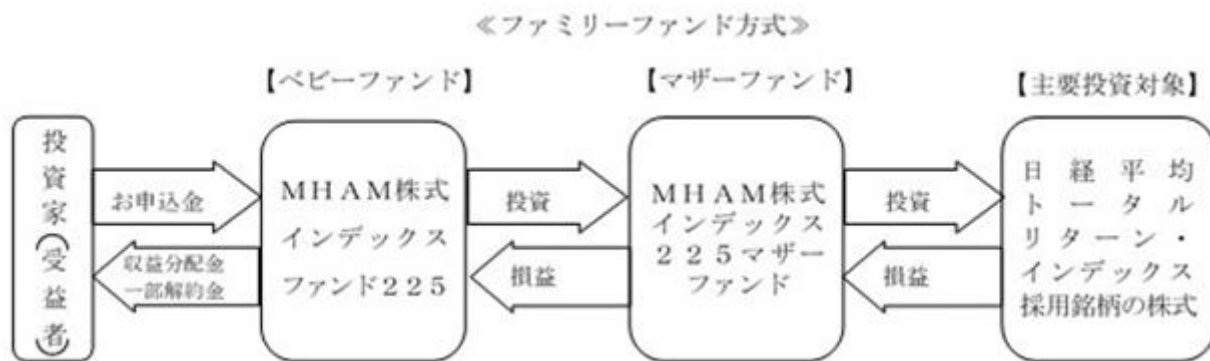 ≪ファミリーファンド方式≫
【ベビーファンド】
【マザーファンド】
【主要投資対象】
投資家(受益者)
お申込金
収益分配金
一部解約金
MHAM株式
インデックス
ファンド225
投資
損益
MHAM株式
インデックス
225マザー
ファンド
投資
損益
日経平均
トータル
リターン・
インデックス
採用銘柄の株式